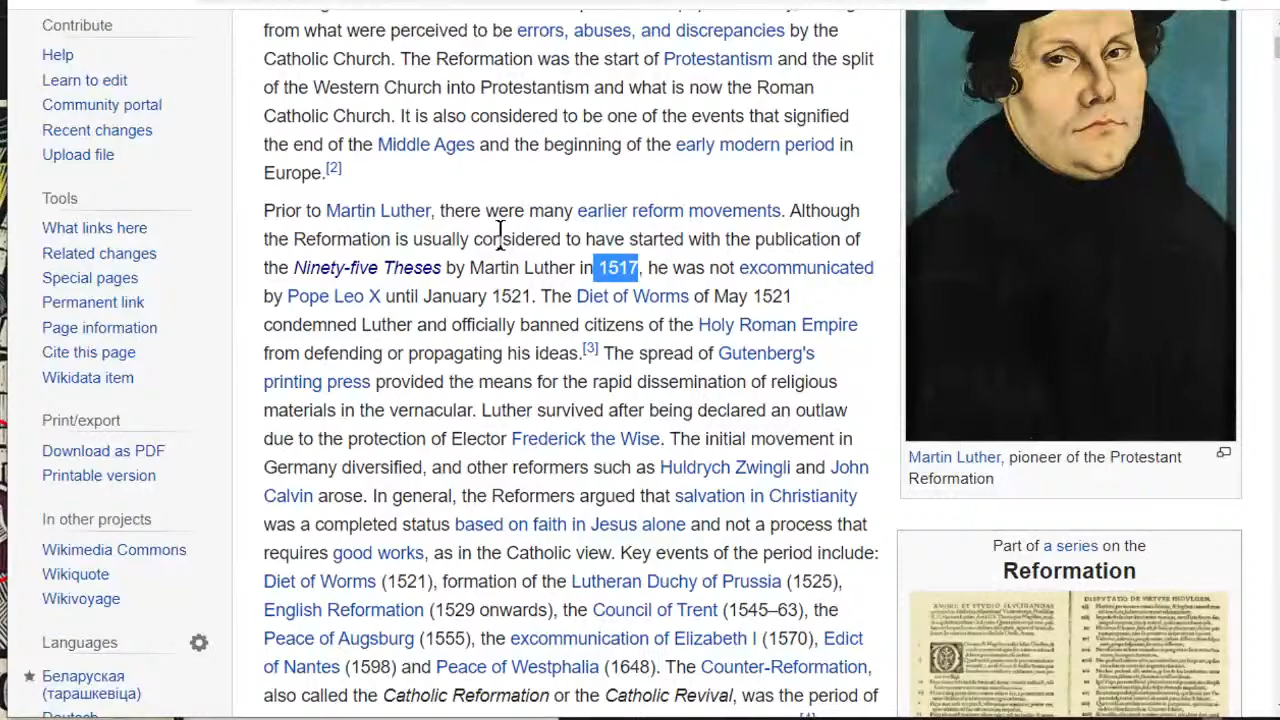 Contribute
Help
Learn to edit
Community portal
Recent changes
Upload file
Tools
What links here
Related changes
Special pages
Permanent link
Page information
Cite this page
Wikidata item
Print/export
Download as PDF
Printable version
In other projects
Wikimedia Commons
Wikiquote
Wikivoyage
Languages
Беларуская
(тарашкевіца)
Deutsch
from what were perceived to be errors, abuses, and discrepancies by the
Catholic Church. The Reformation was the start of Protestantism and the split
of the Western Church into Protestantism and what is now the Roman
Catholic Church. It is also considered to be one of the events that signified
the end of the Middle Ages and the beginning of the early modern period in
Europe.[2]
Prior to Martin Luther, there were many earlier reform movements. Although
the Reformation is usually considered to have started with the publication of
the Ninety-five Theses by Martin Luther in 1517, he was not excommunicated
by Pope Leo X until January 1521. The Diet of Worms of May 1521
condemned Luther and officially banned citizens of the Holy Roman Empire
from defending or propagating his ideas.[3] The spread of Gutenberg's
printing press provided the means for the rapid dissemination of religious
materials in the vernacular. Luther survived after being declared an outlaw
due to the protection of Elector Frederick the Wise. The initial movement in
Germany diversified, and other reformers such as Huldrych Zwingli and John
Calvin arose. In general, the Reformers argued that salvation in Christianity
was a completed status based on faith in Jesus alone and not a process that
requires good works, as in the Catholic view. Key events of the period include:
Diet of Worms (1521), formation of the Lutheran Duchy of Prussia (1525),
English Reformation (1529 onwards), the Council of Trent (1545–63), the
Peace of Augsburg (1555), the excommunication of Elizabeth I (1570), Edict
of Nantes (1598) and Peace of Westphalia (1648). The Counter-Reformation,
also called the Catholic Reformation or the Catholic Revival, was the period of
[4]
Martin Luther, pioneer of the Protestant
Reformation
Part of a series on the
Reformation